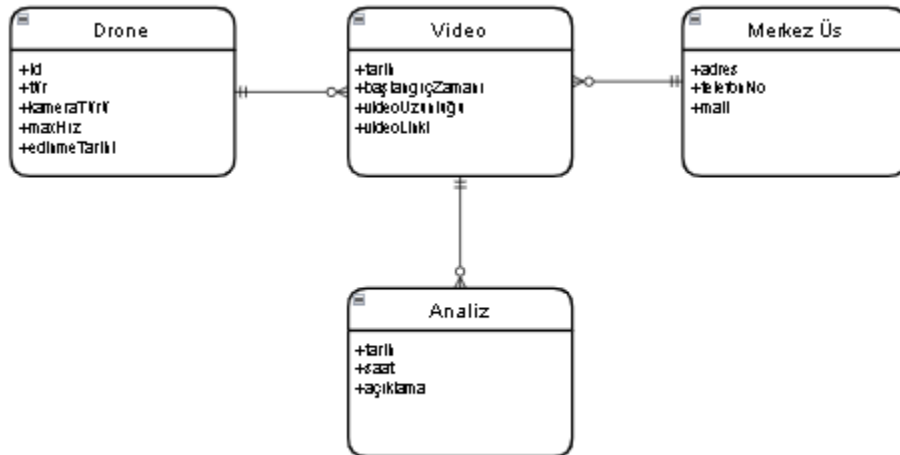 Drone
+id
+tür
+kameraTürü
+maxHız
+edinmeTarihi
Video
+tarih
+başlangıçZamanı
+videoUzunluğu
+videoLinki
Merkez Üs
+adres
+telefonNo
+mail
Analiz
+tarih
+saat
+açıklama